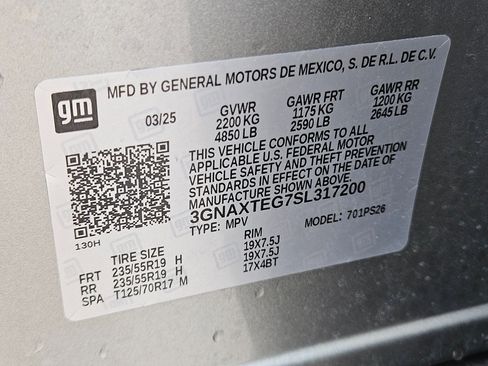 gm
MFD BY GENERAL MOTORS DE MEXICO, S. DE R.L. DE C.V.
03/25
GVWR GAWR FRT GAWR RR
2200 KG 1175 KG 1200 KG
4850 LB 2590 LB 2645 LB
THIS VEHICLE CONFORMS TO ALL
APPLICABLE U.S. FEDERAL MOTOR
VEHICLE SAFETY AND THEFT PREVENTION
STANDARDS IN EFFECT ON THE DATE OF
MANUFACTURE SHOWN ABOVE.
3GNAXTEG7SL317200
TYPE: MPV MODEL: 701PS26
130H
TIRE SIZE RIM
FRT 235/55R19 H 19X7.5J
RR 235/55R19 H 19X7.5J
SPA T125/70R17 M 17X4BT